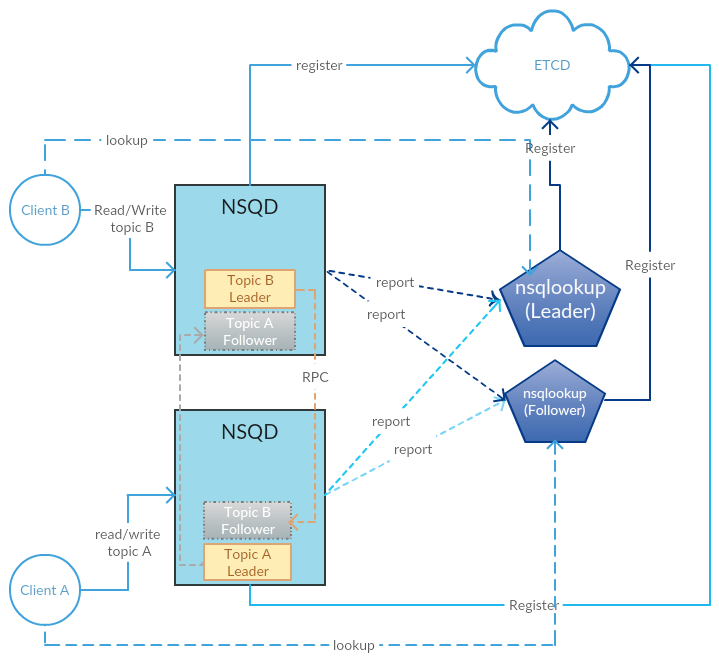 ETCD
register
lookup
Register
Client B
Read/Write
topic B
NSQD
Topic B
Leader
Topic A
Follower
report
report
nsqlookup
(Leader)
Register
RPC
nsqlookup
(Follower)
NSQD
report
report
Topic B
Follower
Topic A
Leader
read/write
topic A
Client A
Register
lookup